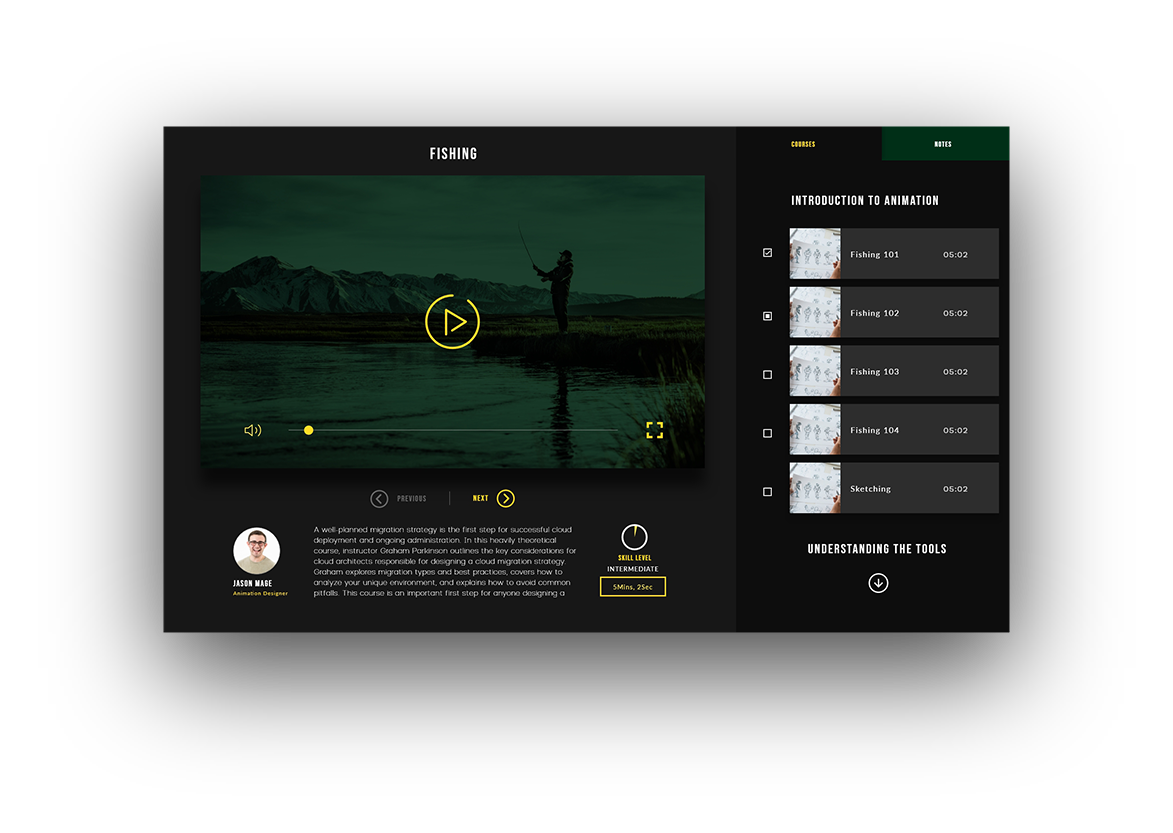 FISHING
PREVIOUS
NEXT
JASON MAGE
Animation Designer
A well-planned migration strategy is the first step for successful cloud
deployment and ongoing administration. In this heavily theoretical
course, instructor Graham Parkinson outlines the key considerations for
cloud architects responsible for designing a cloud migration strategy.
Graham explores migration types and best practices, covers how to
analyze your unique environment, and explains how to avoid common
pitfalls. This course is an important first step for anyone designing a
SKILL LEVEL
INTERMEDIATE
5Mins, 2Sec
COURSES
NOTES
INTRODUCTION TO ANIMATION
Fishing 101 05:02
Fishing 102 05:02
Fishing 103 05:02
Fishing 104 05:02
Sketching 05:02
UNDERSTANDING THE TOOLS